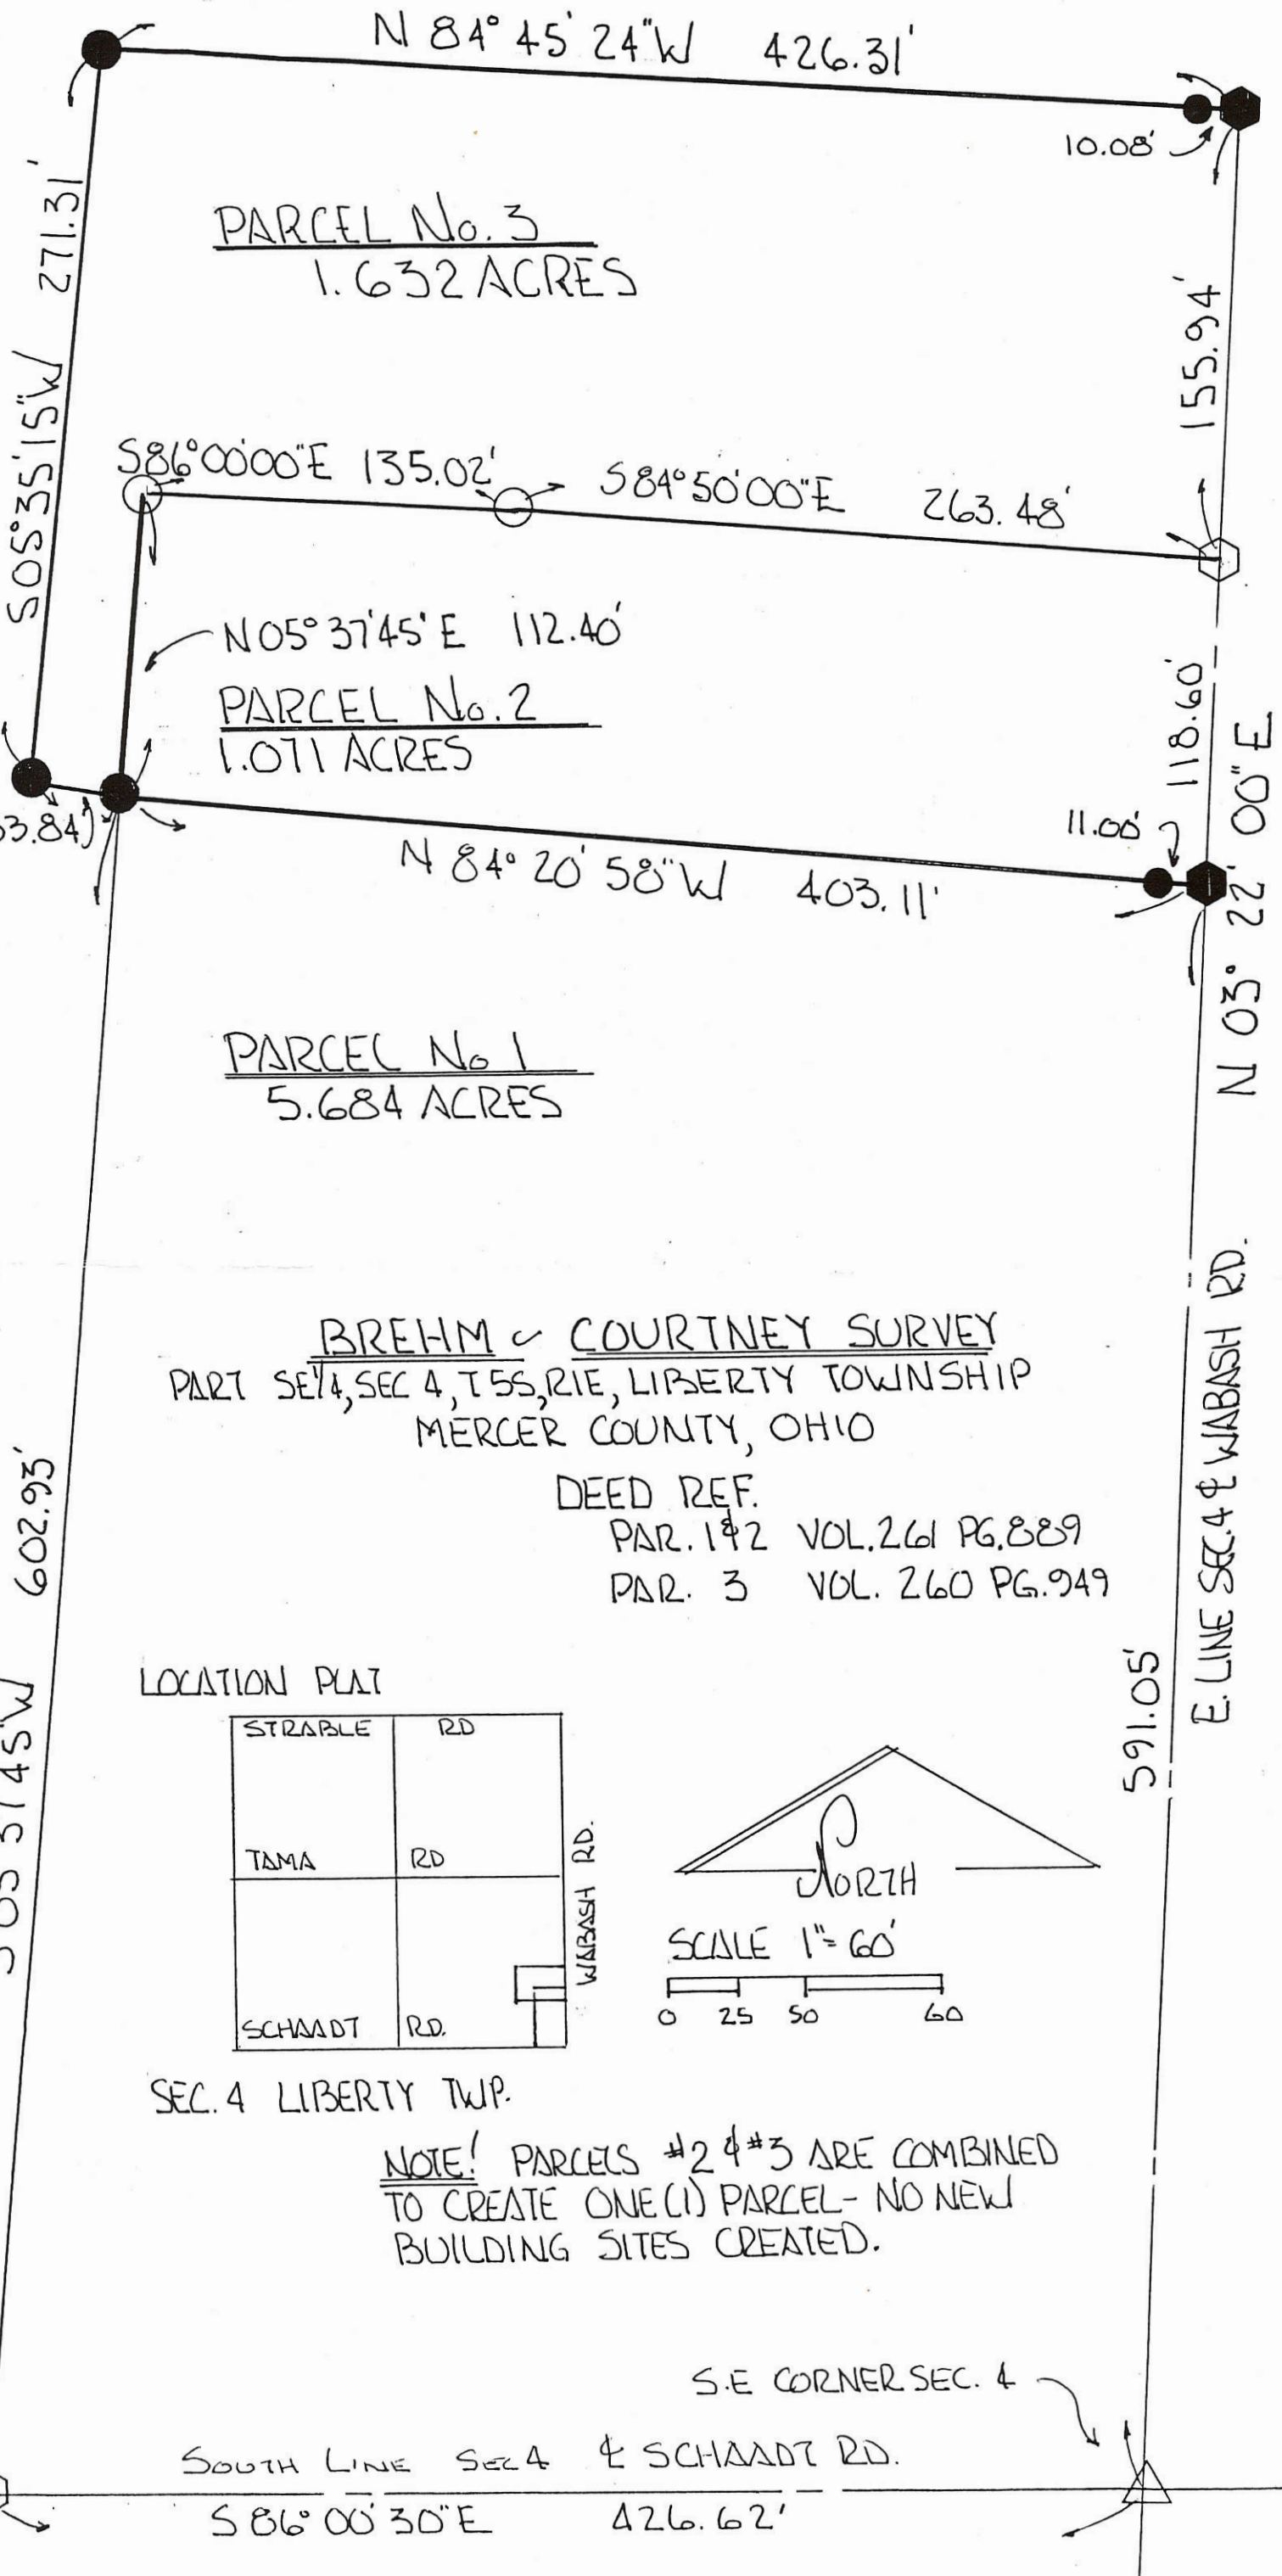 N 84° 45' 24" W 426.31'
10.08'
S05°35'15"W 271.31'
PARCEL No. 3
1.632 ACRES
155.94'
S86°00'00"E 135.02'
S84°50'00"E 263.48'
N05°37'45'E 112.40'
PARCEL No. 2
1.071 ACRES
118.60'
3.84')
11.00'
N 84° 20' 58" W 403.11'
N 03° 22' 00" E
PARCEL No 1
5.684 ACRES
BREHM ~ COURTNEY SURVEY
PART SE1/4, SEC 4, T5S, R1E, LIBERTY TOWNSHIP
MERCER COUNTY, OHIO
DEED REF.
PAR. 1&2 VOL. 261 PG. 889
PAR. 3 VOL. 260 PG. 949
E. LINE SEC. 4 ℄ WABASH RD.
602.93'
37'45"W
591.05'
LOCATION PLAT
STRABLE RD
TAMA RD
WABASH RD.
SCHAADT RD.
SEC. 4 LIBERTY TWP.
NORTH
SCALE 1"= 60'
0 25 50 60
NOTE! PARCELS #2 & #3 ARE COMBINED
TO CREATE ONE (1) PARCEL - NO NEW
BUILDING SITES CREATED.
S.E CORNER SEC. 4
SOUTH LINE SEC 4 ℄ SCHAADT RD.
S 86° 00' 30" E 426.62'